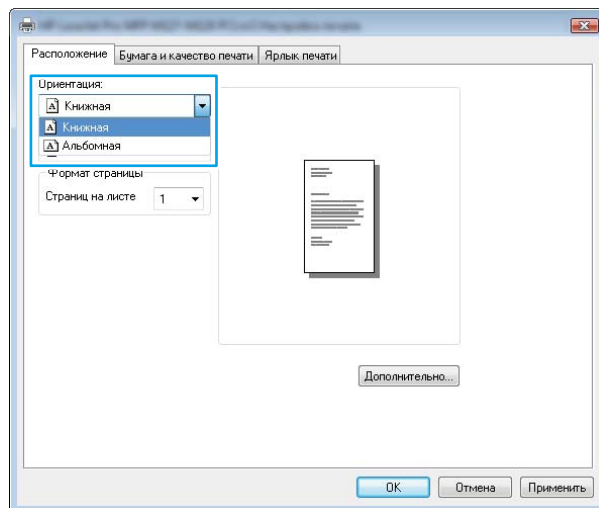 Расположение Бумага и качество печати Ярлык печати
Ориентация:
Книжная
Книжная
Альбомная
Формат страницы
Страниц на листе 1
Дополнительно...
OK Отмена Применить